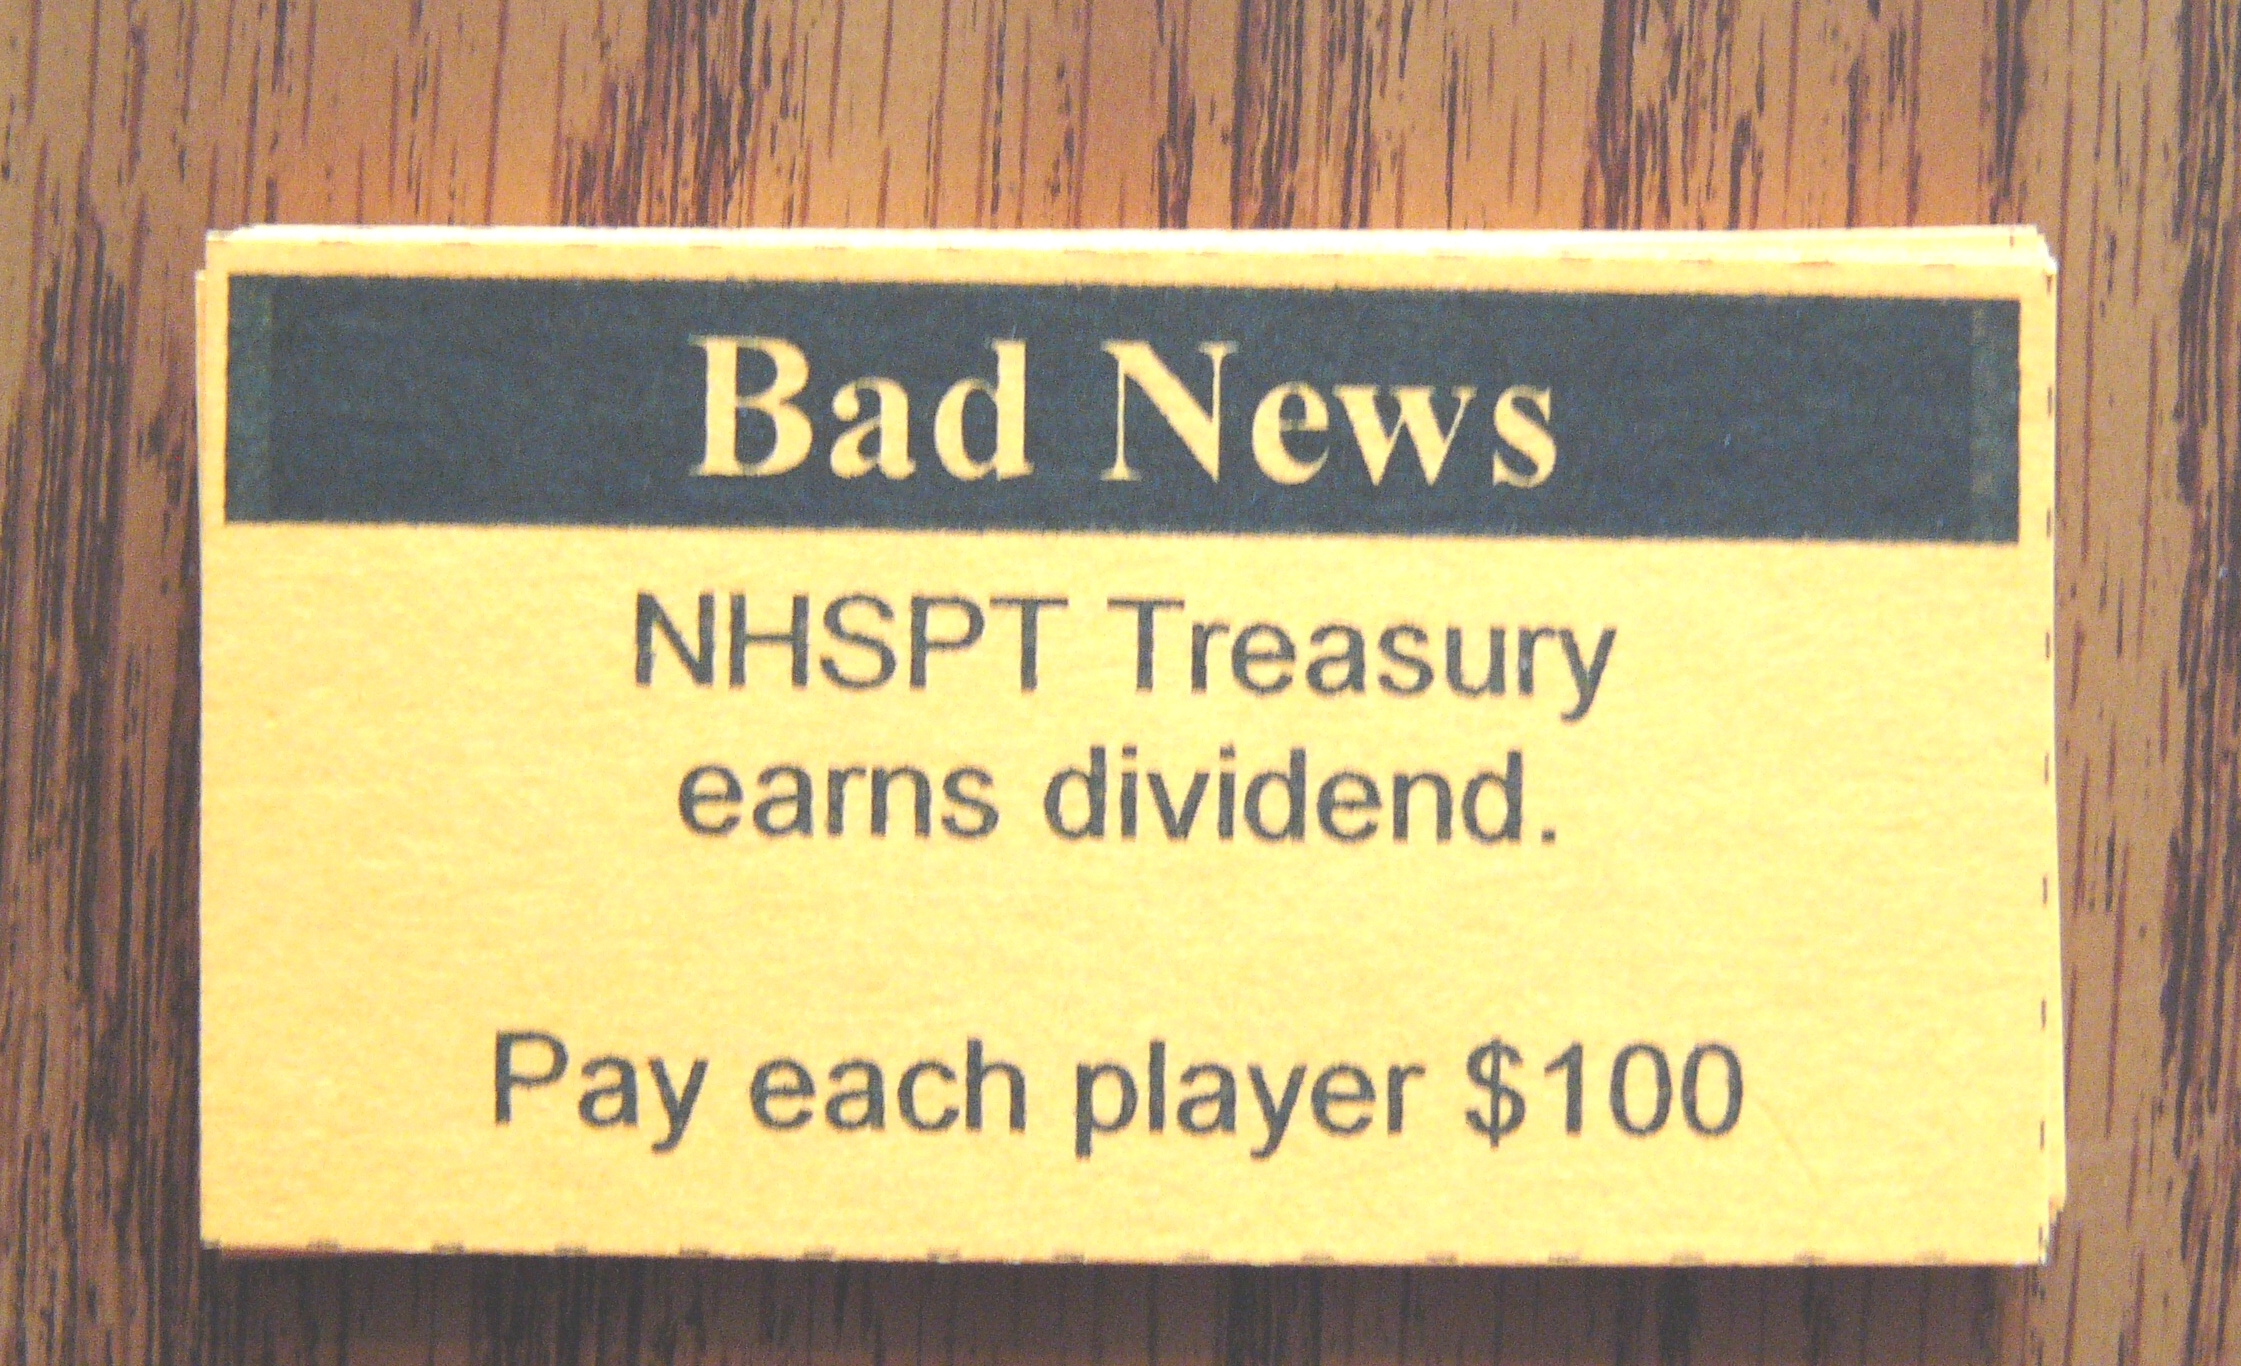 Bad News
NHSPT Treasury
earns dividend.
Pay each player $100